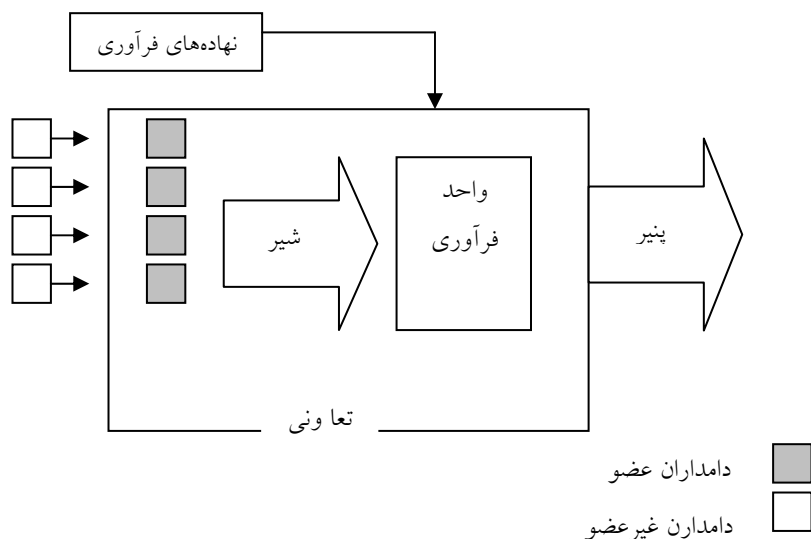 نهاده‌های فرآوری
واحد
فرآوری
شیر
پنیر
تعا ونی
دامداران عضو
دامدارن غیرعضو